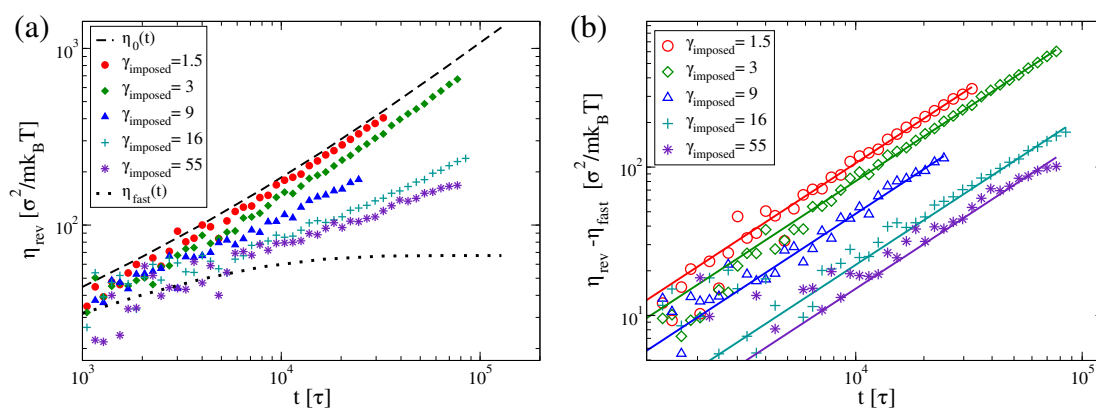 (a)
η₀(t)
γimposed=1.5
γimposed= 3
γimposed= 9
γimposed= 16
γimposed= 55
ηfast(t)
10³
10²
ηrev [σ²/mkBT]
10³ 10⁴ 10⁵
t [τ]
(b)
γimposed= 1.5
γimposed= 3
γimposed= 9
γimposed= 16
γimposed= 55
10²
10¹
ηrev -ηfast [σ²/mkBT]
10⁴ 10⁵
t [τ]